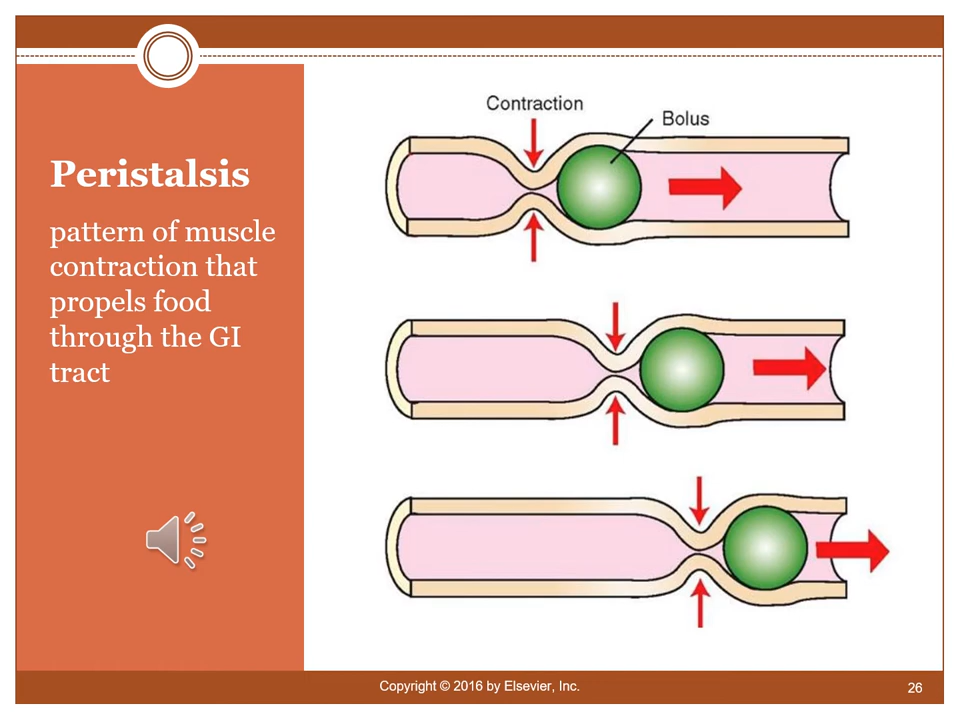 Peristalsis
pattern of muscle
contraction that
propels food
through the GI
tract
Contraction
Bolus
Copyright © 2016 by Elsevier, Inc.
26